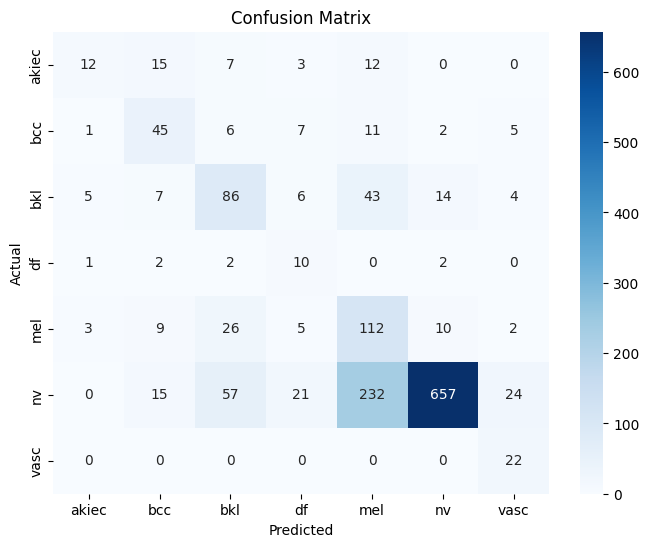 Confusion Matrix
akiec 12 15 7 3 12 0 0
bcc 1 45 6 7 11 2 5
bkl 5 7 86 6 43 14 4
df 1 2 2 10 0 2 0
mel 3 9 26 5 112 10 2
nv 0 15 57 21 232 657 24
vasc 0 0 0 0 0 0 22
akiec bcc bkl df mel nv vasc
Predicted
Actual
600
500
400
300
200
100
0